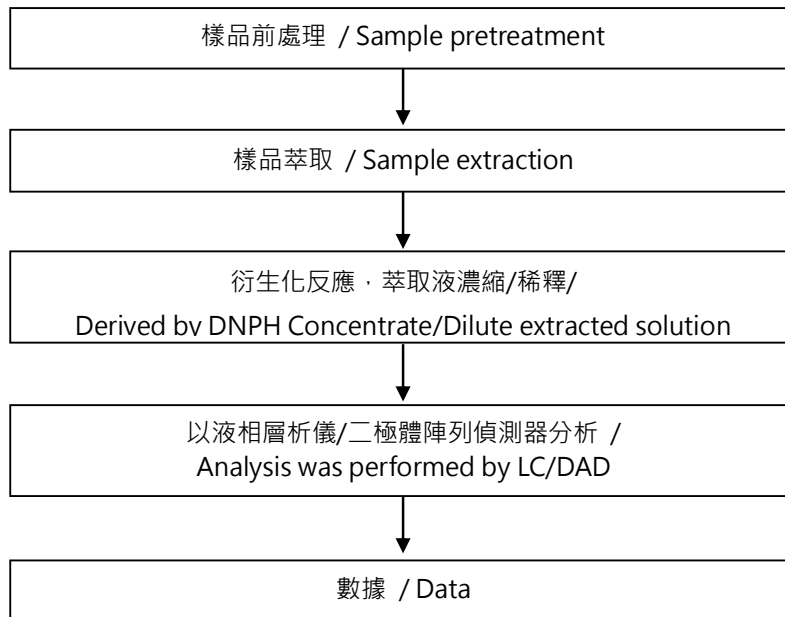 樣品前處理 / Sample pretreatment
樣品萃取 / Sample extraction
衍生化反應，萃取液濃縮/稀釋/
Derived by DNPH Concentrate/Dilute extracted solution
以液相層析儀/二極體陣列偵測器分析 /
Analysis was performed by LC/DAD
數據 / Data